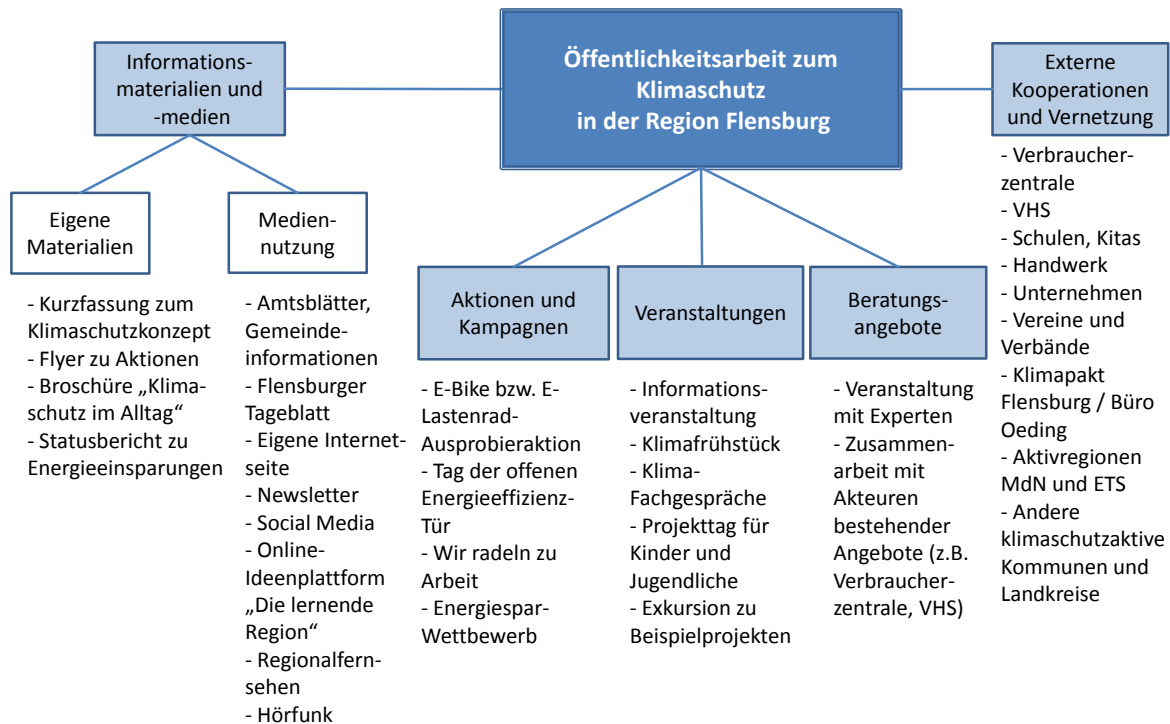 Öffentlichkeitsarbeit zum
Klimaschutz
in der Region Flensburg
Informations-
materialien und
-medien
Eigene
Materialien
- Kurzfassung zum
Klimaschutzkonzept
- Flyer zu Aktionen
- Broschüre „Klima-
schutz im Alltag“
- Statusbericht zu
Energieeinsparungen
Medien-
nutzung
- Amtsblätter,
Gemeinde-
informationen
- Flensburger
Tageblatt
- Eigene Internet-
seite
- Newsletter
- Social Media
- Online-
Ideenplattform
„Die lernende
Region“
- Regionalfern-
sehen
- Hörfunk
Aktionen und
Kampagnen
- E-Bike bzw. E-
Lastenrad-
Ausprobieraktion
- Tag der offenen
Energieeffizienz-
Tür
- Wir radeln zu
Arbeit
- Energiespar-
Wettbewerb
Veranstaltungen
- Informations-
veranstaltung
- Klimafrühstück
- Klima-
Fachgespräche
- Projekttag für
Kinder und
Jugendliche
- Exkursion zu
Beispielprojekten
Beratungs-
angebote
- Veranstaltung
mit Experten
- Zusammen-
arbeit mit
Akteuren
bestehender
Angebote (z.B.
Verbraucher-
zentrale, VHS)
Externe
Kooperationen
und Vernetzung
- Verbraucher-
zentrale
- VHS
- Schulen, Kitas
- Handwerk
- Unternehmen
- Vereine und
Verbände
- Klimapakt
Flensburg / Büro
Oeding
- Aktivregionen
MdN und ETS
- Andere
klimaschutzaktive
Kommunen und
Landkreise